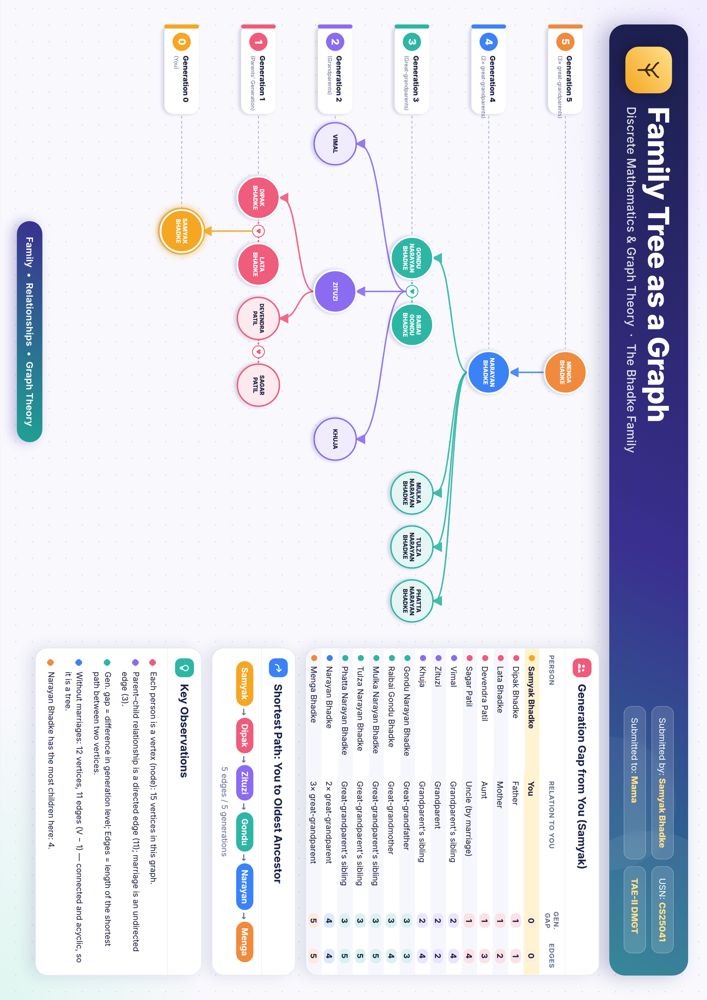 Family Tree as a Graph
Discrete Mathematics & Graph Theory · The Bhadke Family
Submitted by: Samyak Bhadke
USN: CS25041
Submitted to: Mama
TAE-II DMGT
5
Generation 5
(3× great-grandparents)
MENGA
BHADKE
4
Generation 4
(2× great-grandparents)
NARAYAN
BHADKE
3
Generation 3
(Great-grandparents)
GONDU
NARAYAN
BHADKE
RAIBAI
GONDU
BHADKE
MULKA
NARAYAN
BHADKE
TULZA
NARAYAN
BHADKE
PHATTA
NARAYAN
BHADKE
2
Generation 2
(Grandparents)
VIMAL
ZITUZI
KHUJA
1
Generation 1
(Parents' Generation)
DIPAK
BHADKE
LATA
BHADKE
DEVENDRA
PATIL
SAGAR
PATIL
0
Generation 0
(You)
SAMYAK
BHADKE
Family • Relationships • Graph Theory
Generation Gap from You (Samyak)
PERSON RELATION TO YOU GEN. GAP EDGES
Samyak Bhadke You 0 0
Dipak Bhadke Father 1 1
Lata Bhadke Mother 1 2
Devendra Patil Aunt 1 3
Sagar Patil Uncle (by marriage) 1 4
Vimal Grandparent's sibling 2 4
Zituzi Grandparent 2 2
Khuja Grandparent's sibling 2 4
Gondu Narayan Bhadke Great-grandfather 3 3
Raibai Gondu Bhadke Great-grandmother 3 4
Mulka Narayan Bhadke Great-grandparent's sibling 3 5
Tulza Narayan Bhadke Great-grandparent's sibling 3 5
Phatta Narayan Bhadke Great-grandparent's sibling 3 5
Narayan Bhadke 2× great-grandparent 4 4
Menga Bhadke 3× great-grandparent 5 5
Shortest Path: You to Oldest Ancestor
Samyak → Dipak → Zituzi → Gondu → Narayan → Menga
5 edges / 5 generations
Key Observations
Each person is a vertex (node): 15 vertices in this graph.
Parent–child relationship is a directed edge (11); marriage is an undirected
edge (3).
Gen. gap = difference in generation level; Edges = length of the shortest
path between two vertices.
Without marriages: 12 vertices, 11 edges (V − 1) — connected and acyclic, so
it is a tree.
Narayan Bhadke has the most children here: 4.